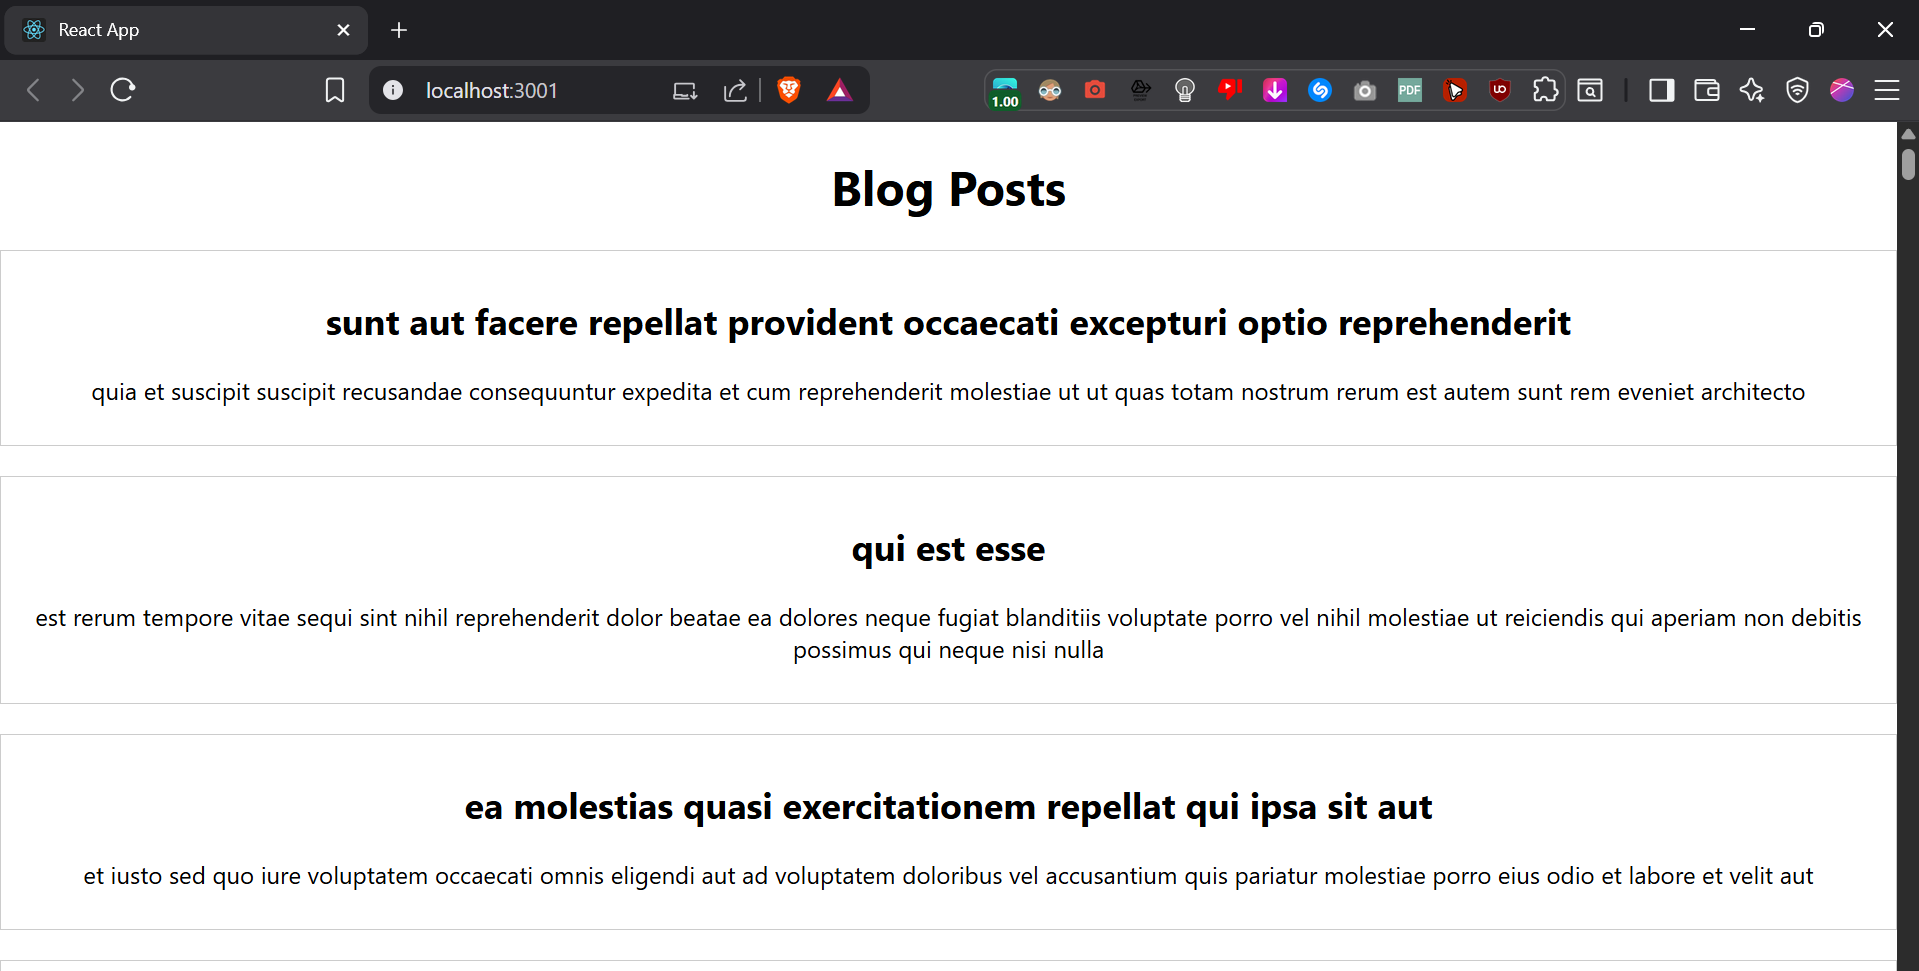 React App
localhost:3001
1.00
PDF
UO
Blog Posts
sunt aut facere repellat provident occaecati excepturi optio reprehenderit
quia et suscipit suscipit recusandae consequuntur expedita et cum reprehenderit molestiae ut ut quas totam nostrum rerum est autem sunt rem eveniet architecto
qui est esse
est rerum tempore vitae sequi sint nihil reprehenderit dolor beatae ea dolores neque fugiat blanditiis voluptate porro vel nihil molestiae ut reiciendis qui aperiam non debitis
possimus qui neque nisi nulla
ea molestias quasi exercitationem repellat qui ipsa sit aut
et iusto sed quo iure voluptatem occaecati omnis eligendi aut ad voluptatem doloribus vel accusantium quis pariatur molestiae porro eius odio et labore et velit aut